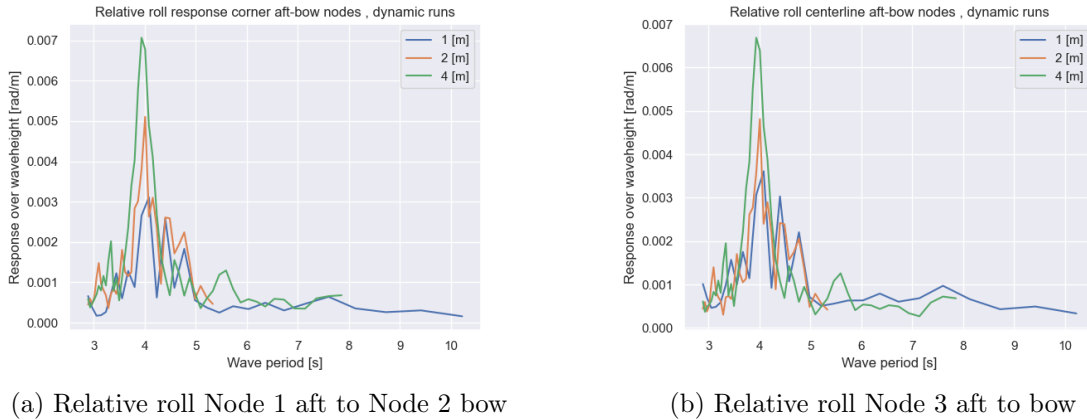 Relative roll response corner aft-bow nodes , dynamic runs
0.007
0.006
0.005
0.004
0.003
0.002
0.001
0.000
Response over waveheight [rad/m]
1 [m]
2 [m]
4 [m]
3 4 5 6 7 8 9 10
Wave period [s]
(a) Relative roll Node 1 aft to Node 2 bow
Relative roll centerline aft-bow nodes , dynamic runs
0.007
0.006
0.005
0.004
0.003
0.002
0.001
0.000
Response over waveheight [rad/m]
1 [m]
2 [m]
4 [m]
3 4 5 6 7 8 9 10
Wave period [s]
(b) Relative roll Node 3 aft to bow